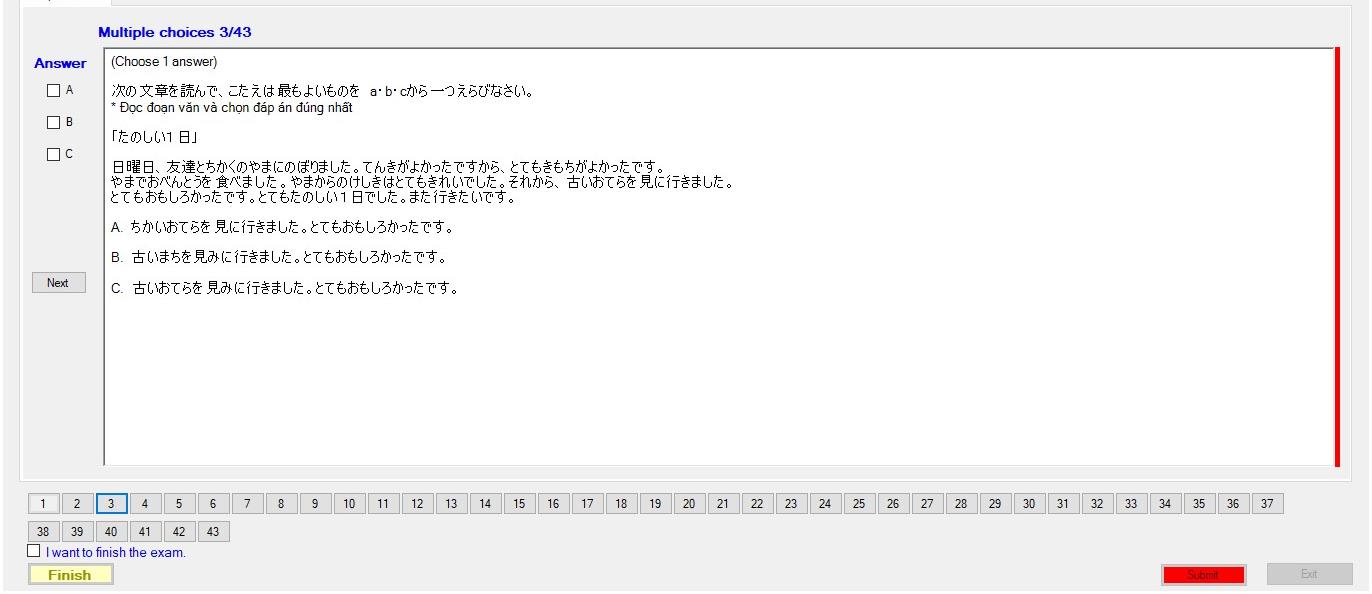 Multiple choices 3/43
Answer
(Choose 1 answer)
A
次の文章を読んで、こたえは最もよいものを a・b・cから一つえらびなさい。
* Đọc đoạn văn và chọn đáp án đúng nhất
B
「たのしい1日」
C
日曜日、友達とちかくのやまにのぼりました。てんきがよかったですから、とてもきもちがよかったです。
やまでおべんとうを食べました。やまからのけしきはとてもきれいでした。それから、古いおてらを見に行きました。
とてもおもしろかったです。とてもたのしい1日でした。また行きたいです。
A. ちかいおてらを見に行きました。とてもおもしろかったです。
B. 古いまちを見みに行きました。とてもおもしろかったです。
Next
C. 古いおてらを見みに行きました。とてもおもしろかったです。
1 2 3 4 5 6 7 8 9 10 11 12 13 14 15 16 17 18 19 20 21 22 23 24 25 26 27 28 29 30 31 32 33 34 35 36 37
38 39 40 41 42 43
I want to finish the exam.
Finish Submit Exit